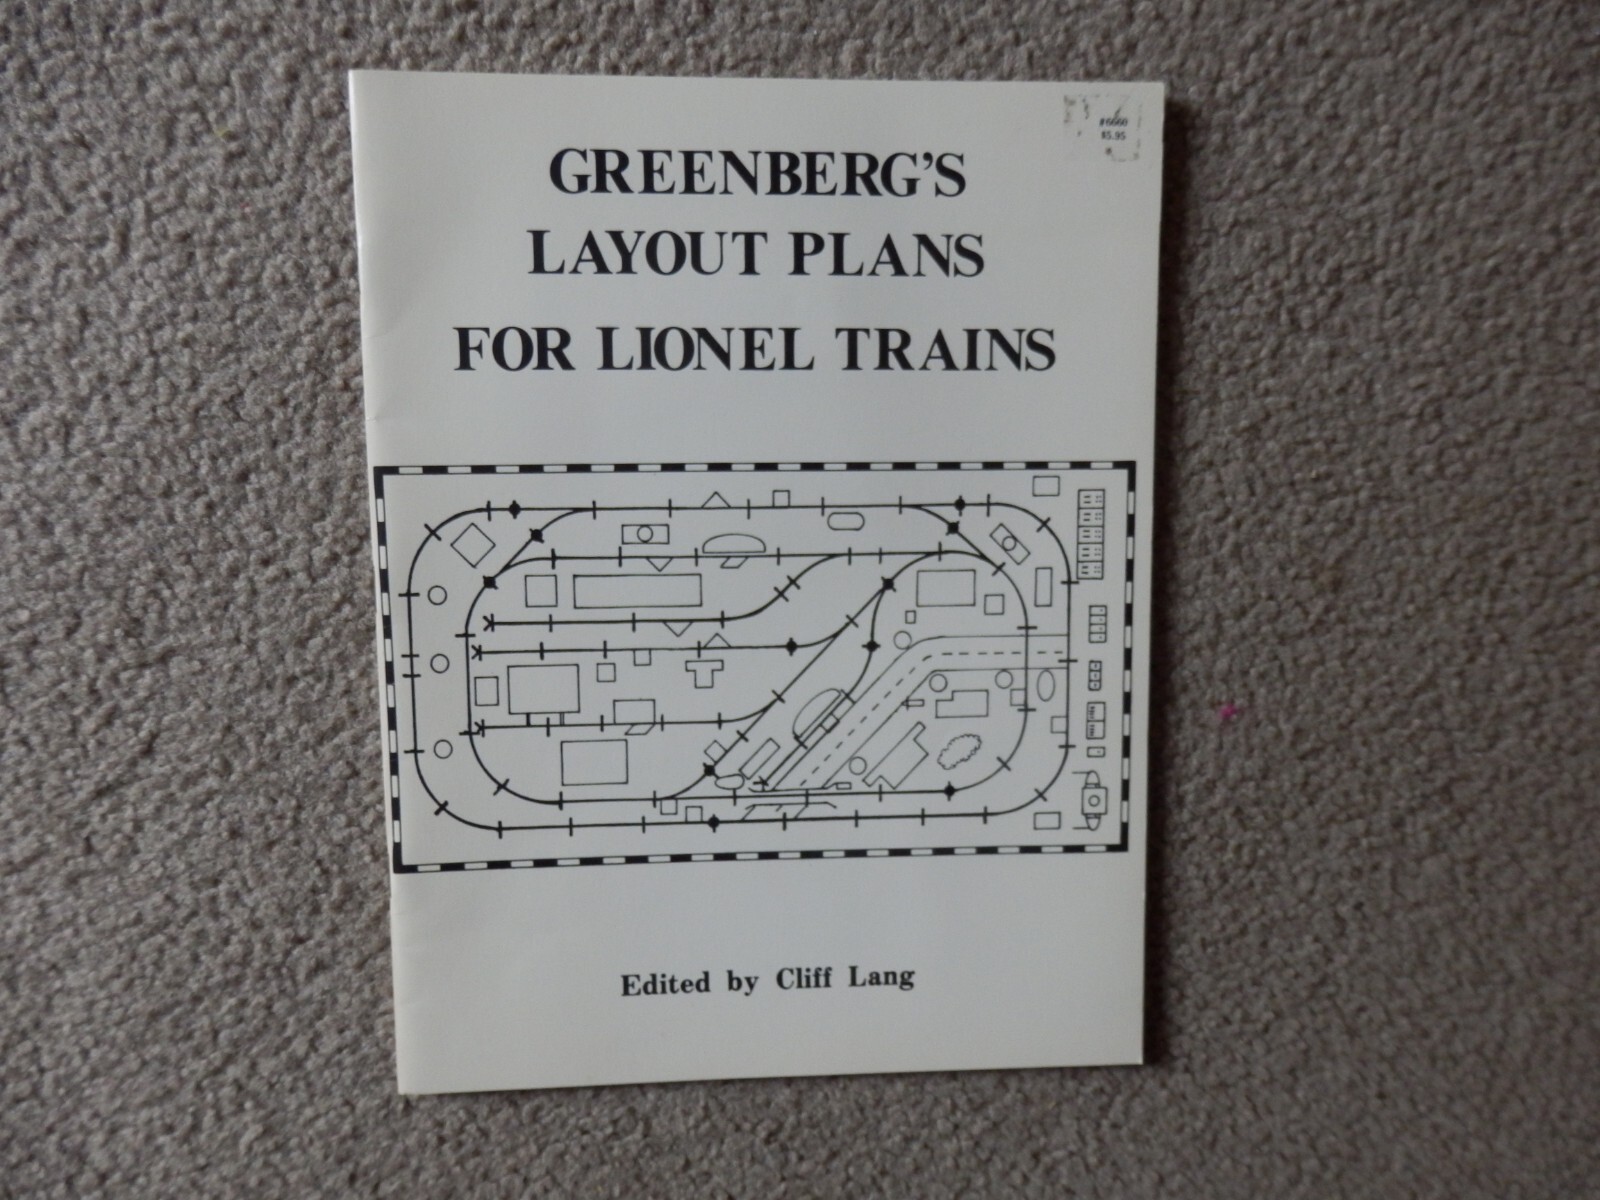 #6660
$5.95
GREENBERG'S
LAYOUT PLANS
FOR LIONEL TRAINS
Edited by Cliff Lang